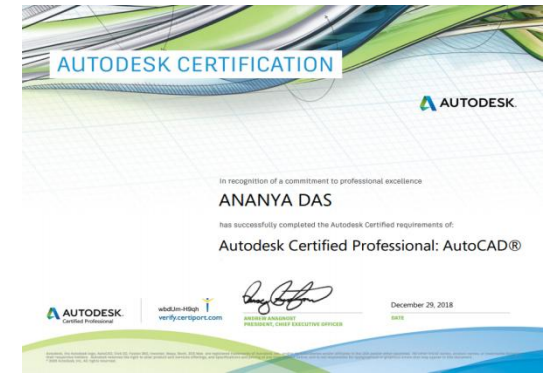 AUTODESK CERTIFICATION
AUTODESK.
In recognition of a commitment to professional excellence
ANANYA DAS
has successfully completed the Autodesk Certified requirements of:
Autodesk Certified Professional: AutoCAD®
AUTODESK.
Certified Professional
wbdUm-H9qh
verify.certiport.com
ANDREW ANAGNOST
PRESIDENT, CHIEF EXECUTIVE OFFICER
December 29, 2018
DATE